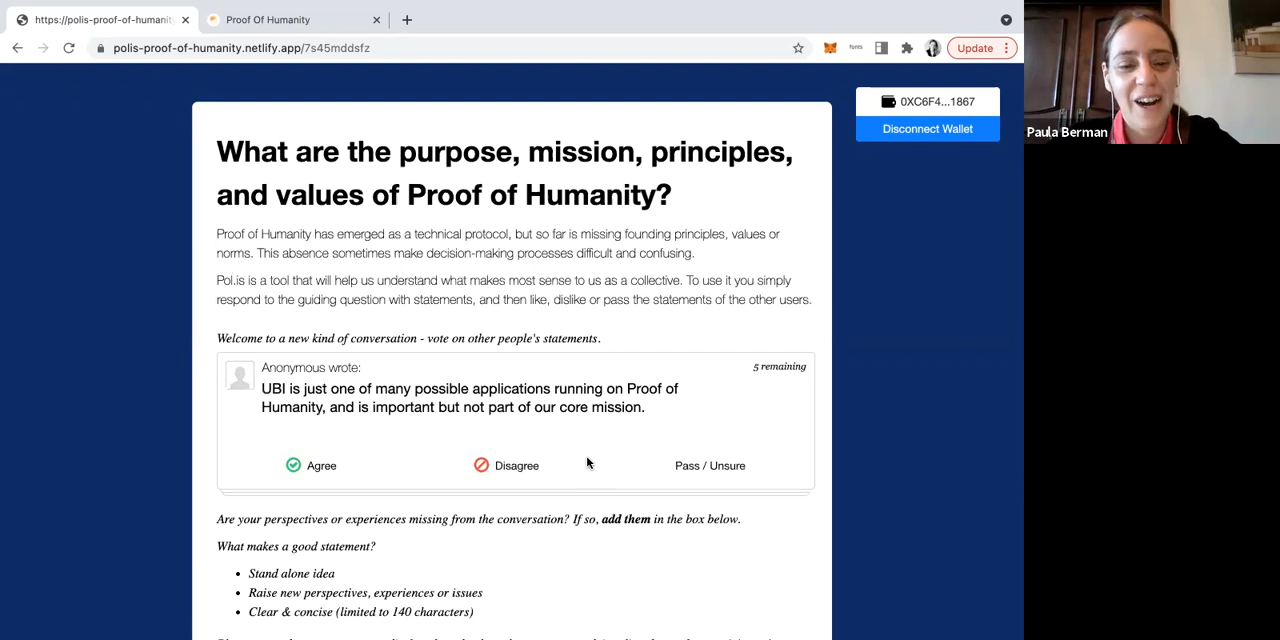 https://polis-proof-of-humanity
Proof Of Humanity
polis-proof-of-humanity.netlify.app/7s45mddsfz
fonts
Update
0XC6F4...1867
Disconnect Wallet
Paula Berman
What are the purpose, mission, principles,
and values of Proof of Humanity?
Proof of Humanity has emerged as a technical protocol, but so far is missing founding principles, values or
norms. This absence sometimes make decision-making processes difficult and confusing.
Pol.is is a tool that will help us understand what makes most sense to us as a collective. To use it you simply
respond to the guiding question with statements, and then like, dislike or pass the statements of the other users.
Welcome to a new kind of conversation - vote on other people's statements.
Anonymous wrote:
5 remaining
UBI is just one of many possible applications running on Proof of
Humanity, and is important but not part of our core mission.
Agree
Disagree
Pass / Unsure
Are your perspectives or experiences missing from the conversation? If so, add them in the box below.
What makes a good statement?
• Stand alone idea
• Raise new perspectives, experiences or issues
• Clear & concise (limited to 140 characters)